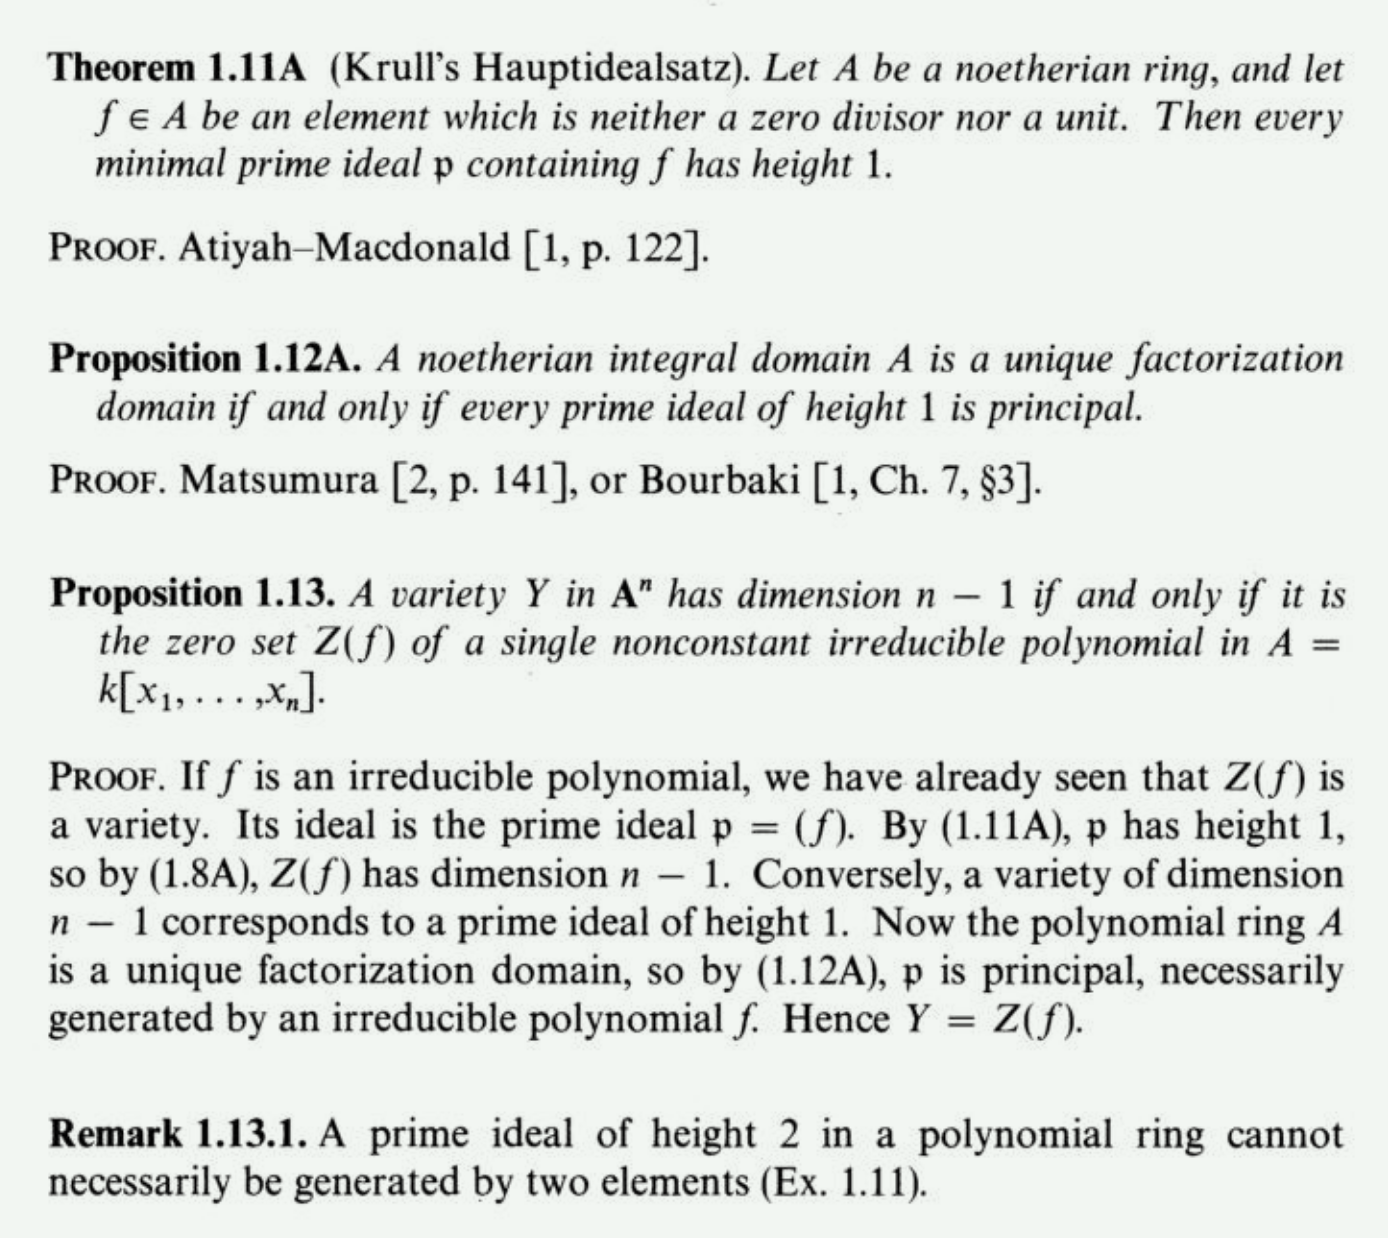 Theorem 1.11A (Krull's Hauptidealsatz). Let A be a noetherian ring, and let
f ∈ A be an element which is neither a zero divisor nor a unit. Then every
minimal prime ideal 𝔭 containing f has height 1.
PROOF. Atiyah–Macdonald [1, p. 122].
Proposition 1.12A. A noetherian integral domain A is a unique factorization
domain if and only if every prime ideal of height 1 is principal.
PROOF. Matsumura [2, p. 141], or Bourbaki [1, Ch. 7, §3].
Proposition 1.13. A variety Y in Aⁿ has dimension n − 1 if and only if it is
the zero set Z(f) of a single nonconstant irreducible polynomial in A =
k[x₁, . . . ,xₙ].
PROOF. If f is an irreducible polynomial, we have already seen that Z(f) is
a variety. Its ideal is the prime ideal 𝔭 = (f). By (1.11A), 𝔭 has height 1,
so by (1.8A), Z(f) has dimension n − 1. Conversely, a variety of dimension
n − 1 corresponds to a prime ideal of height 1. Now the polynomial ring A
is a unique factorization domain, so by (1.12A), 𝔭 is principal, necessarily
generated by an irreducible polynomial f. Hence Y = Z(f).
Remark 1.13.1. A prime ideal of height 2 in a polynomial ring cannot
necessarily be generated by two elements (Ex. 1.11).